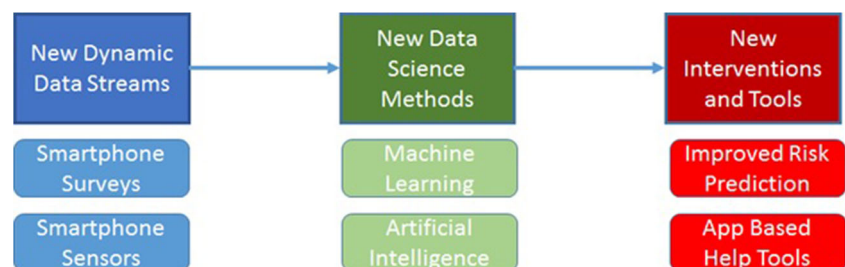 New Dynamic
Data Streams
New Data
Science
Methods
New
Interventions
and Tools
Smartphone
Surveys
Machine
Learning
Improved Risk
Prediction
Smartphone
Sensors
Artificial
Intelligence
App Based
Help Tools